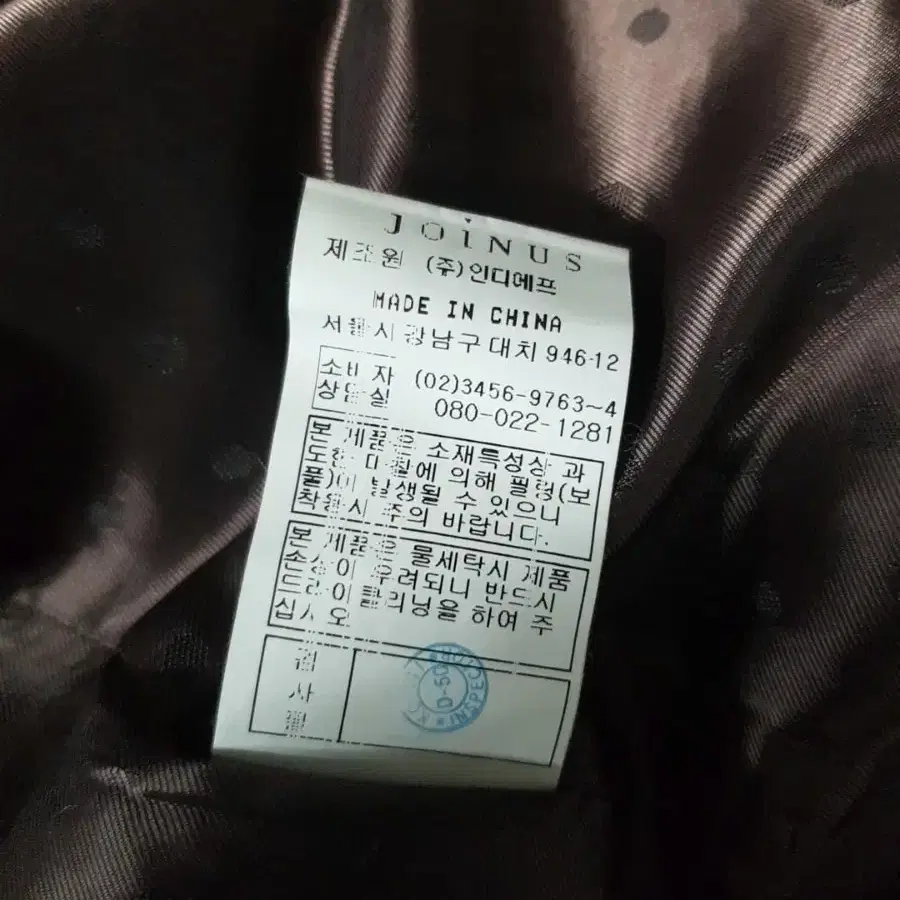 JOiNUS
제조원 (주)인디에프
MADE IN CHINA
서울시 강남구 대치 946-12
소비자 (02)3456-9763~4
상담실 080-022-1281
본 제품은 소재특성상 과
도한 마찰에 의해 필링(보
풀)이 발생될 수 있으니
착용시 주의 바랍니다.
본 제품은 물세탁시 제품
손상이 우려되니 반드시
드라이 클리닝을 하여 주
십시오
검
사
필
INSPEC
D-5